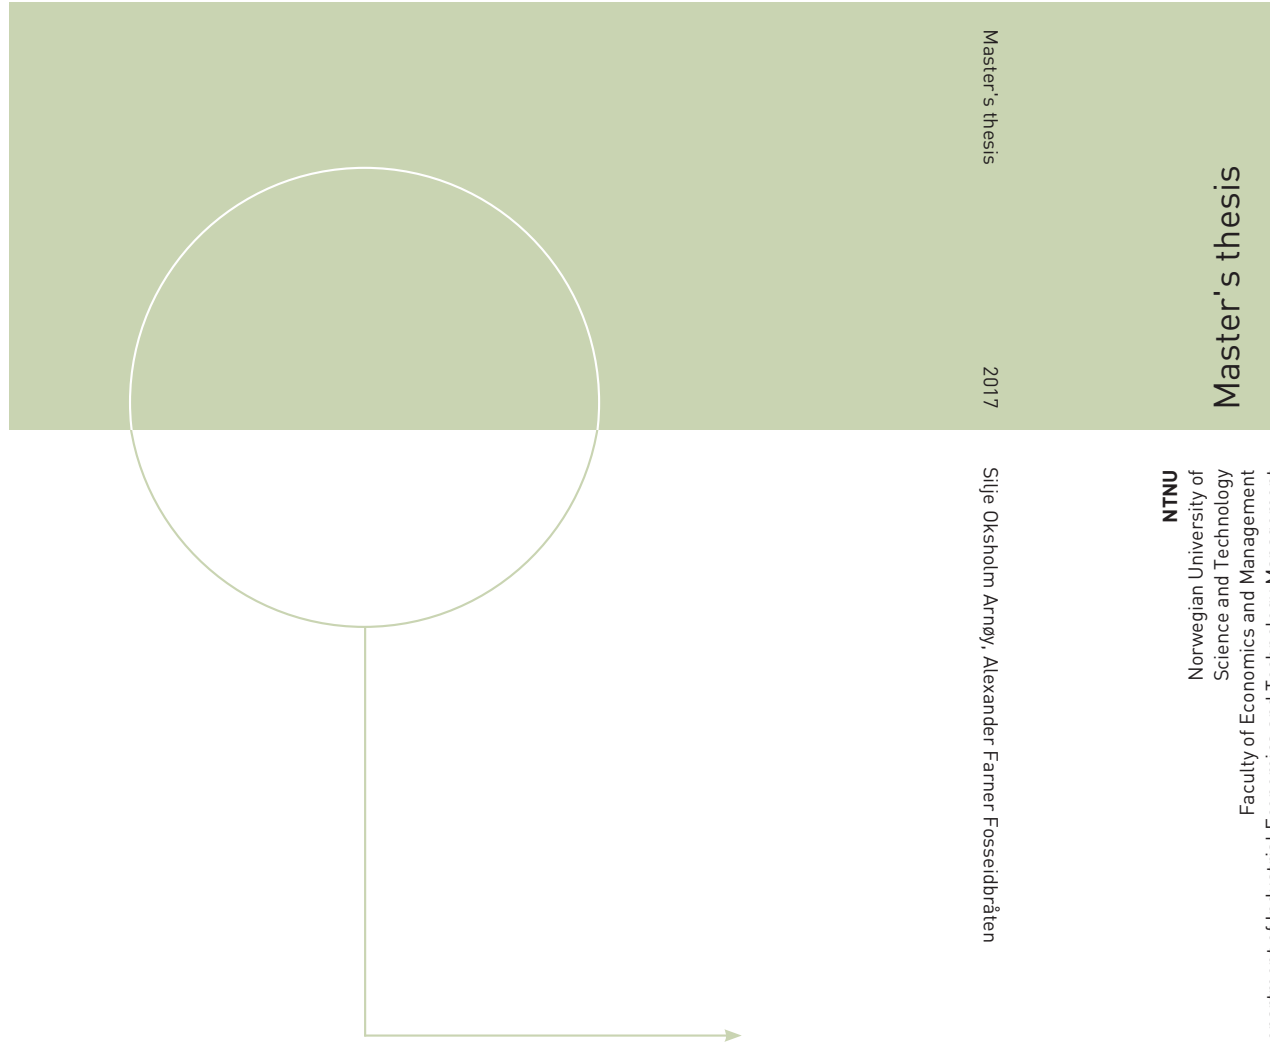 Master's thesis
2017
Silje Oksholm Arnøy, Alexander Farner Fosseidbråten
Master's thesis
NTNU
Norwegian University of
Science and Technology
Faculty of Economics and Management